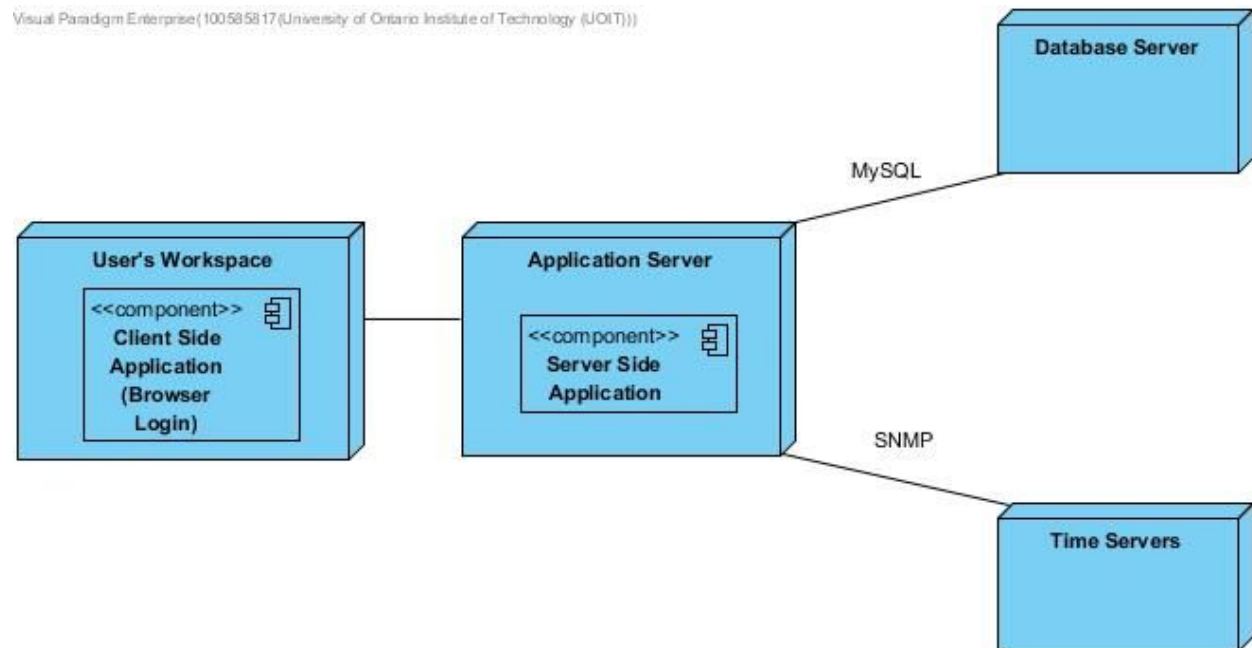 Visual Paradigm Enterprise(100585817(University of Ontario Institute of Technology (UOIT)))
Database Server
MySQL
User's Workspace
<<component>>
Client Side
Application
(Browser
Login)
Application Server
<<component>>
Server Side
Application
SNMP
Time Servers